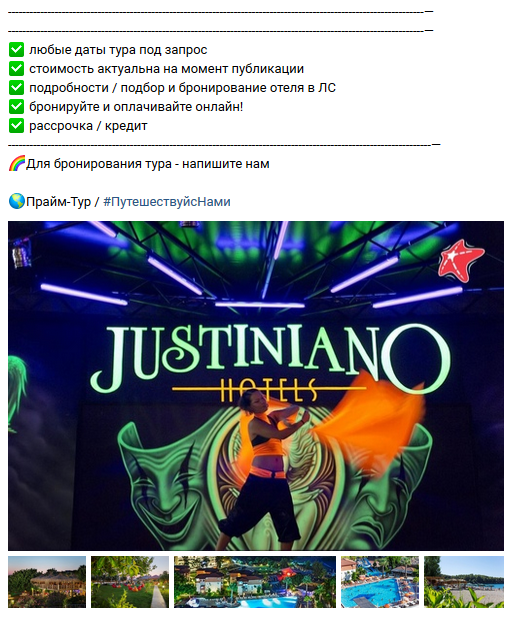 любые даты тура под запрос
стоимость актуальна на момент публикации
подробности / подбор и бронирование отеля в ЛС
бронируйте и оплачивайте онлайн!
рассрочка / кредит
Для бронирования тура - напишите нам
Прайм-Тур / #ПутешествуйсНами
JUSTINIANO
HOTELS